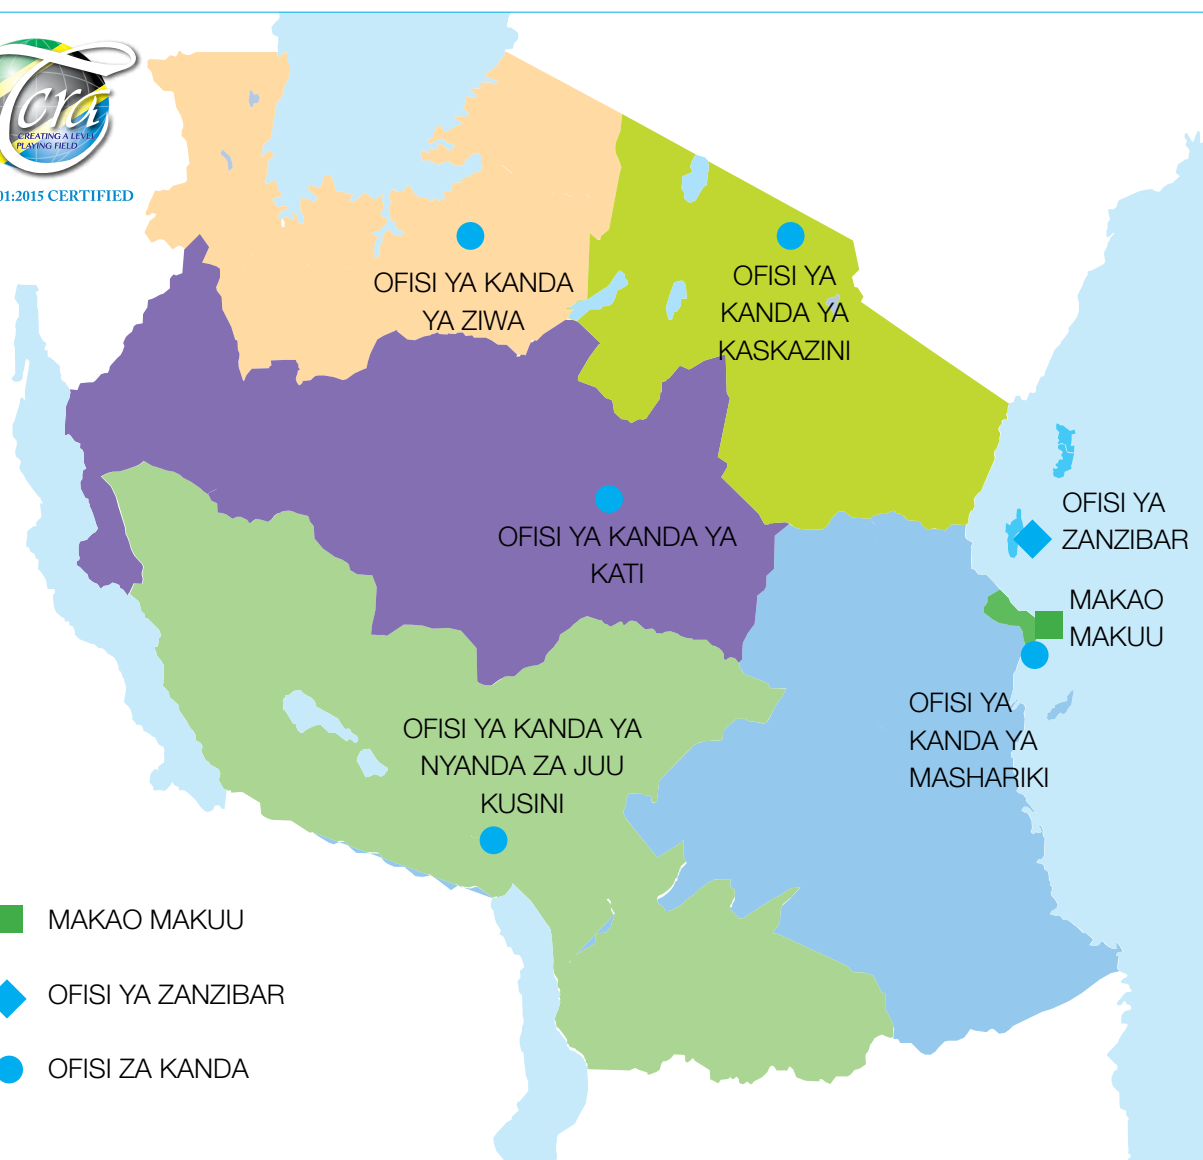 Tcra
CREATING A LEVEL
PLAYING FIELD
01:2015 CERTIFIED
OFISI YA KANDA
YA ZIWA
OFISI YA
KANDA YA
KASKAZINI
OFISI YA KANDA YA
KATI
OFISI YA
ZANZIBAR
MAKAO
MAKUU
OFISI YA
KANDA YA
MASHARIKI
OFISI YA KANDA YA
NYANDA ZA JUU
KUSINI
MAKAO MAKUU
OFISI YA ZANZIBAR
OFISI ZA KANDA